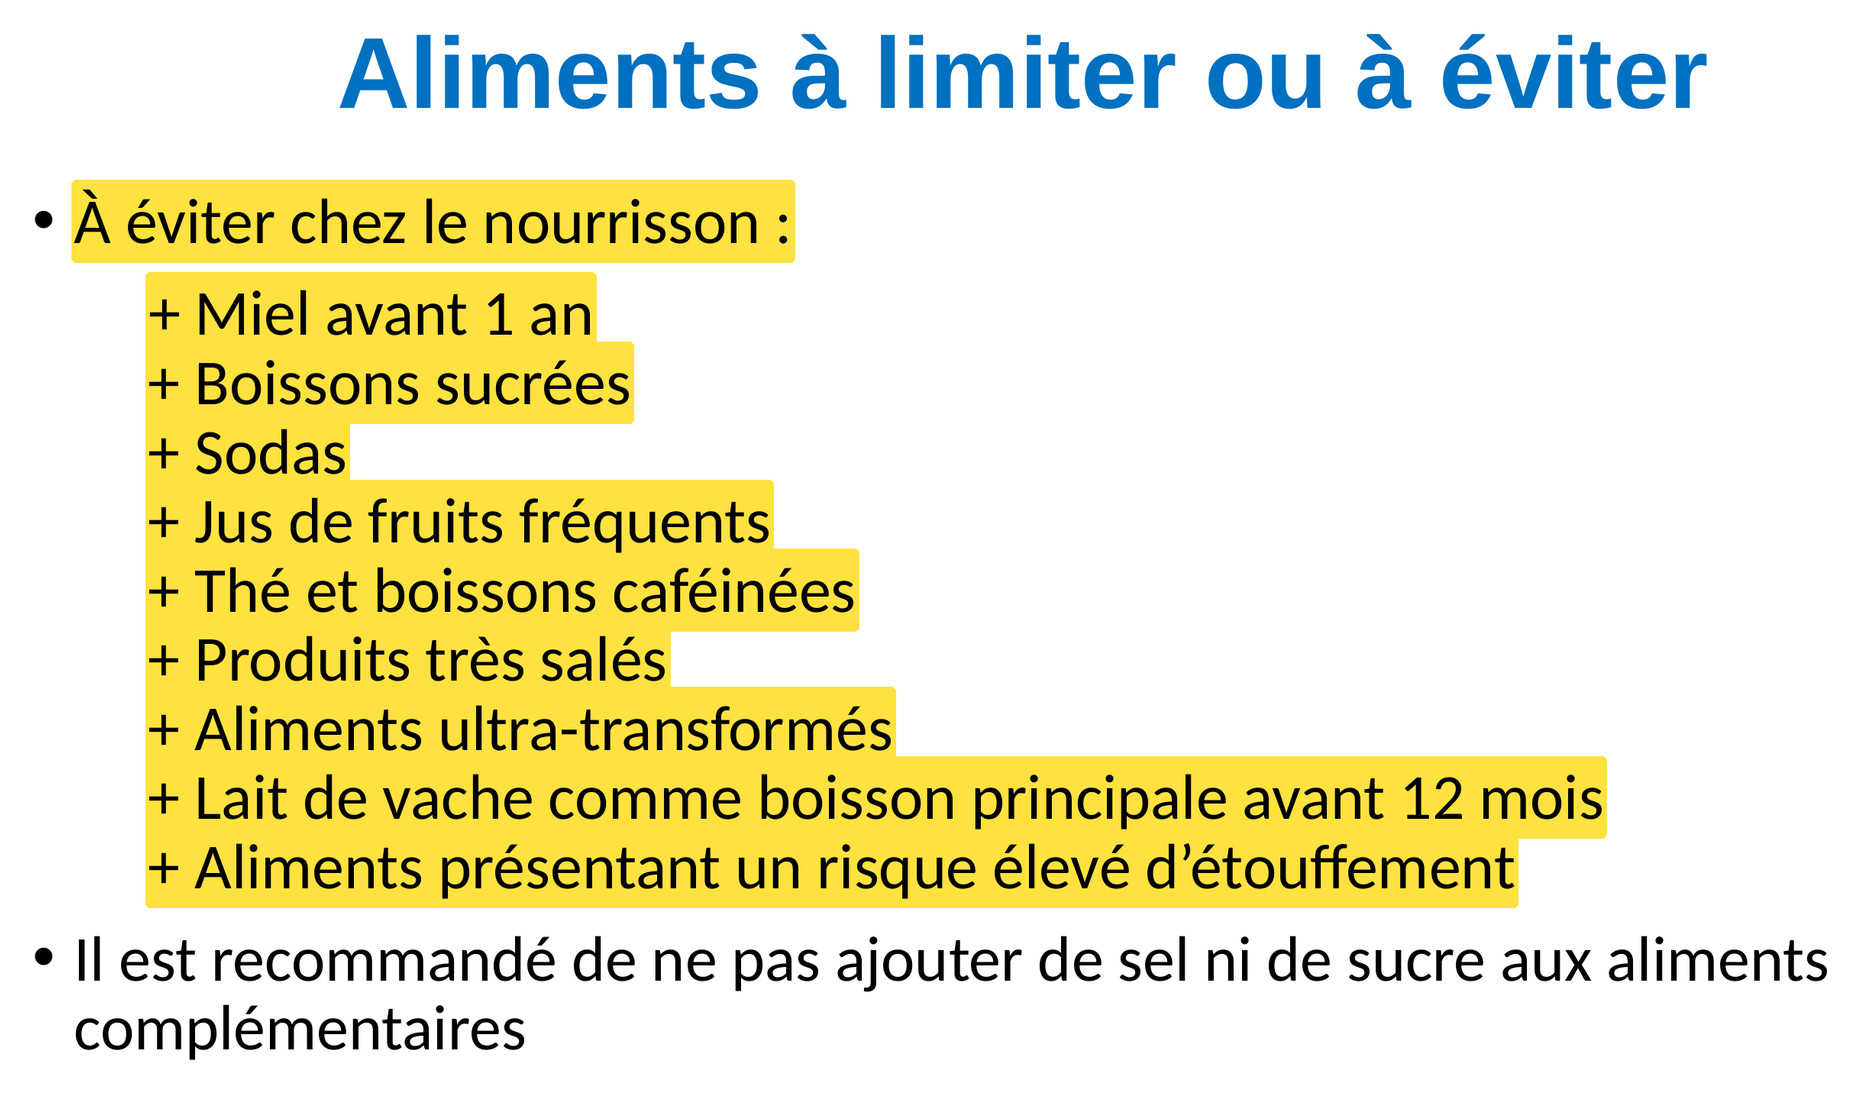 Aliments à limiter ou à éviter
• À éviter chez le nourrisson :
+ Miel avant 1 an
+ Boissons sucrées
+ Sodas
+ Jus de fruits fréquents
+ Thé et boissons caféinées
+ Produits très salés
+ Aliments ultra-transformés
+ Lait de vache comme boisson principale avant 12 mois
+ Aliments présentant un risque élevé d’étouffement
• Il est recommandé de ne pas ajouter de sel ni de sucre aux aliments
complémentaires